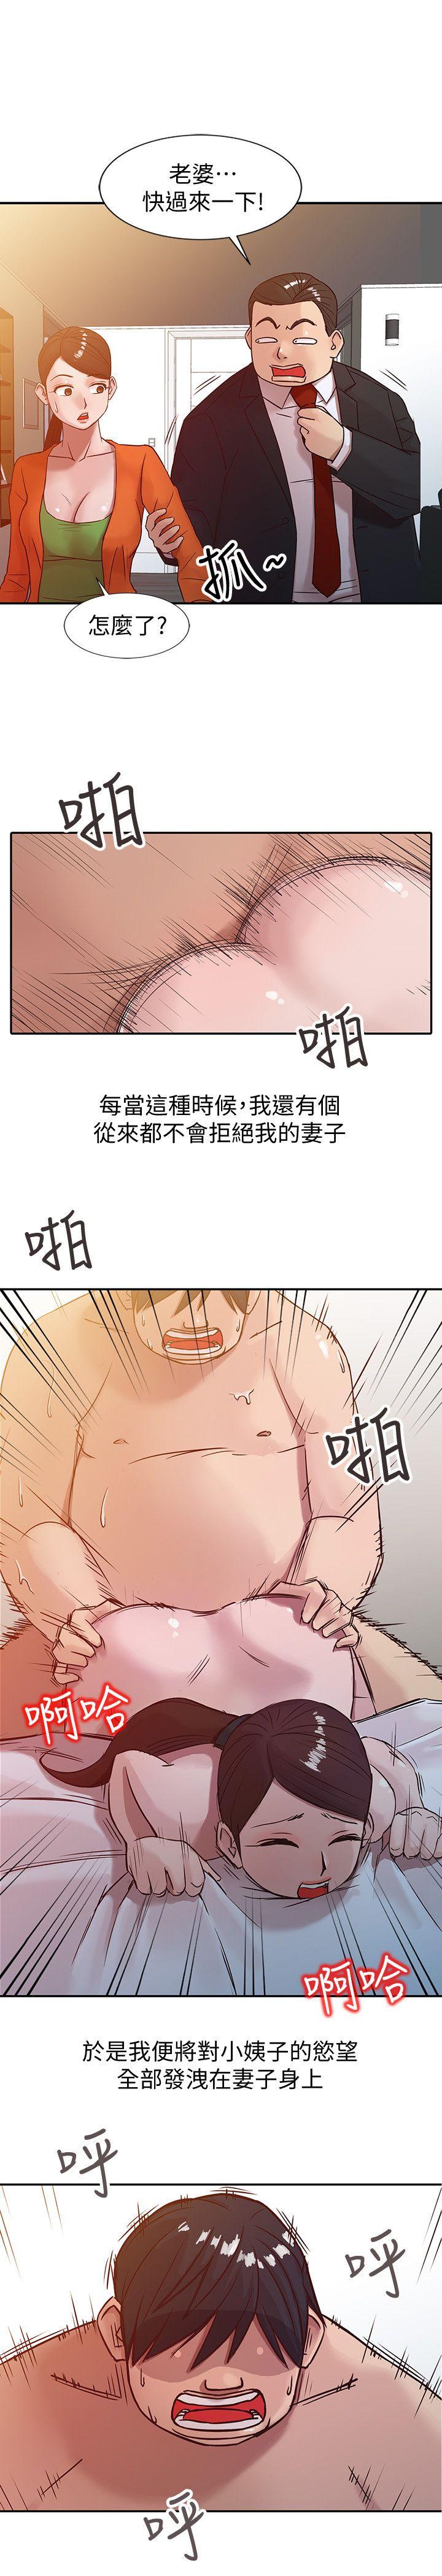 老婆⋯
快過來一下!
抓~
怎麼了?
啪
啪
每當這種時候,我還有個
從來都不會拒絕我的妻子
啪
啪
啊哈
啊哈
於是我便將對小姨子的慾望
全部發洩在妻子身上
呼
呼
呼